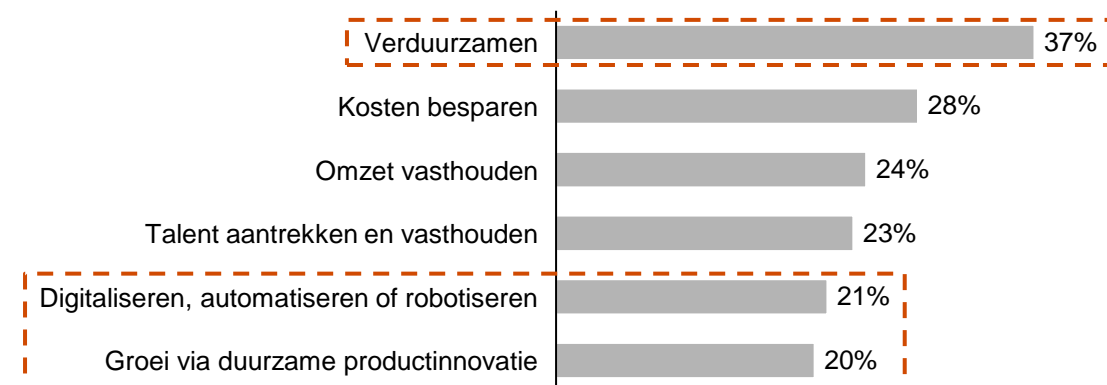 Verduurzamen 37%
Kosten besparen 28%
Omzet vasthouden 24%
Talent aantrekken en vasthouden 23%
Digitaliseren, automatiseren of robotiseren 21%
Groei via duurzame productinnovatie 20%